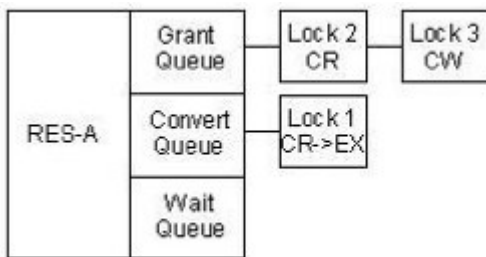 RES-A
Grant
Queue
Lock 2
CR
Lock 3
CW
Convert
Queue
Lock 1
CR->EX
Wait
Queue